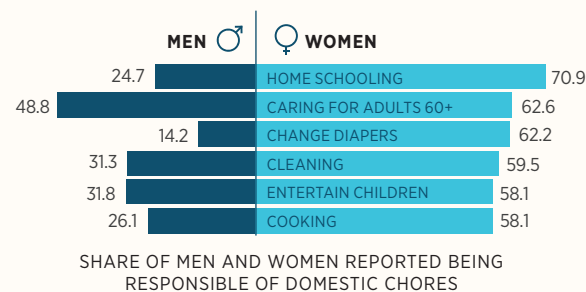 MEN WOMEN
24.7 HOME SCHOOLING 70.9
48.8 CARING FOR ADULTS 60+ 62.6
14.2 CHANGE DIAPERS 62.2
31.3 CLEANING 59.5
31.8 ENTERTAIN CHILDREN 58.1
26.1 COOKING 58.1
SHARE OF MEN AND WOMEN REPORTED BEING
RESPONSIBLE OF DOMESTIC CHORES